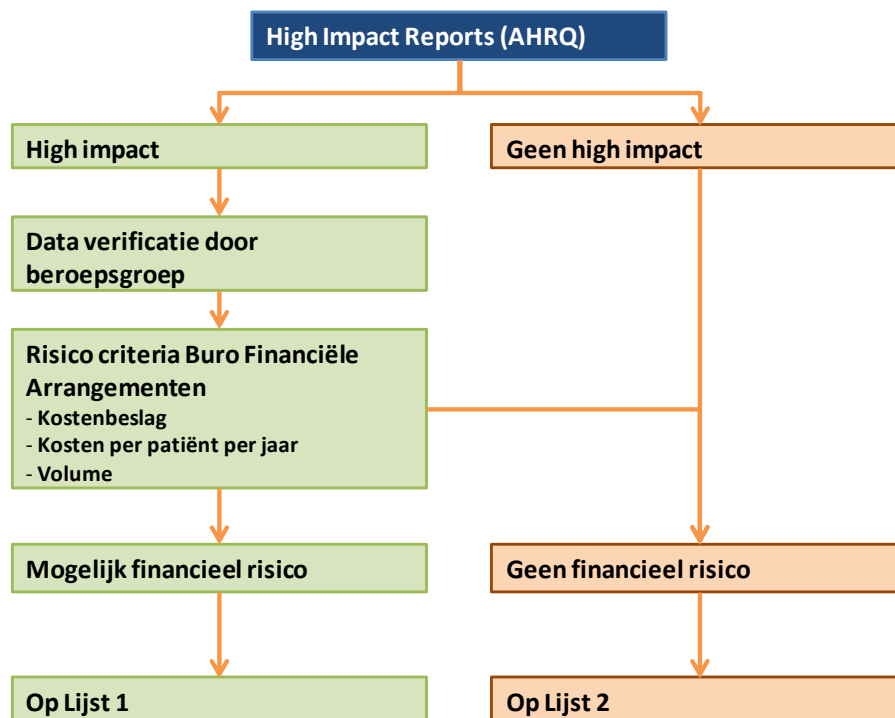 High Impact Reports (AHRQ)
High impact
Geen high impact
Data verificatie door
beroepsgroep
Risico criteria Buro Financiële
Arrangementen
- Kostenbeslag
- Kosten per patiënt per jaar
- Volume
Mogelijk financieel risico
Geen financieel risico
Op Lijst 1
Op Lijst 2